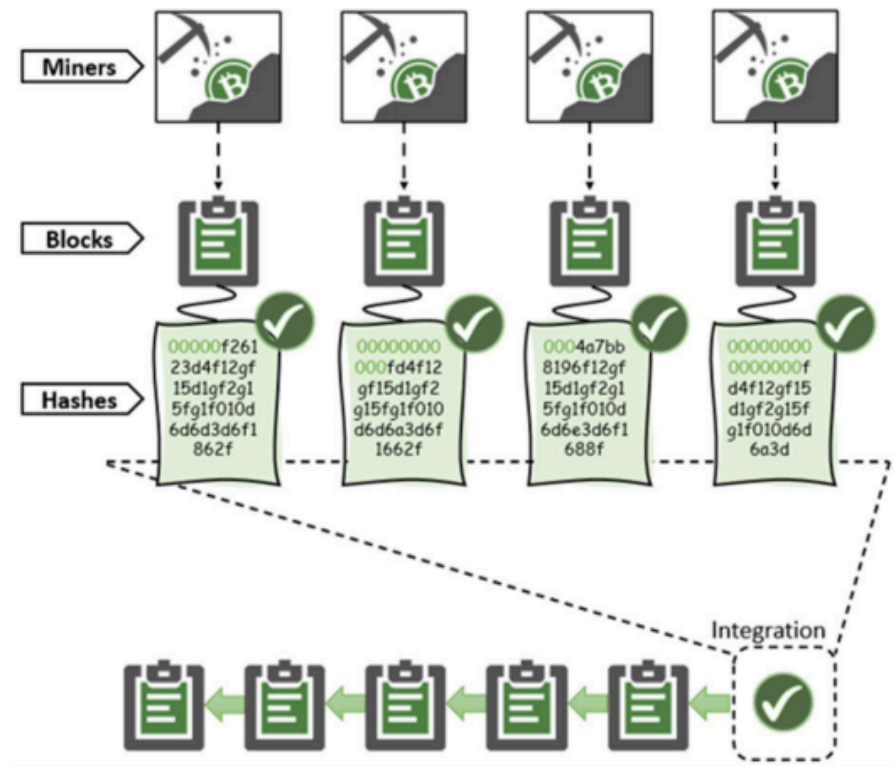 Miners
Blocks
Hashes
00000f261
23d4f12gf
15d1gf2g1
5fg1f010d
6d6d3d6f1
862f
00000000
000fd4f12
gf15d1gf2
g15fg1f010
d6d6a3d6f
1662f
0004a7bb
8196f12gf
15d1gf2g1
5fg1f010d
6d6e3d6f1
688f
00000000
0000000f
d4f12gf15
d1gf2g15f
g1f010d6d
6a3d
Integration